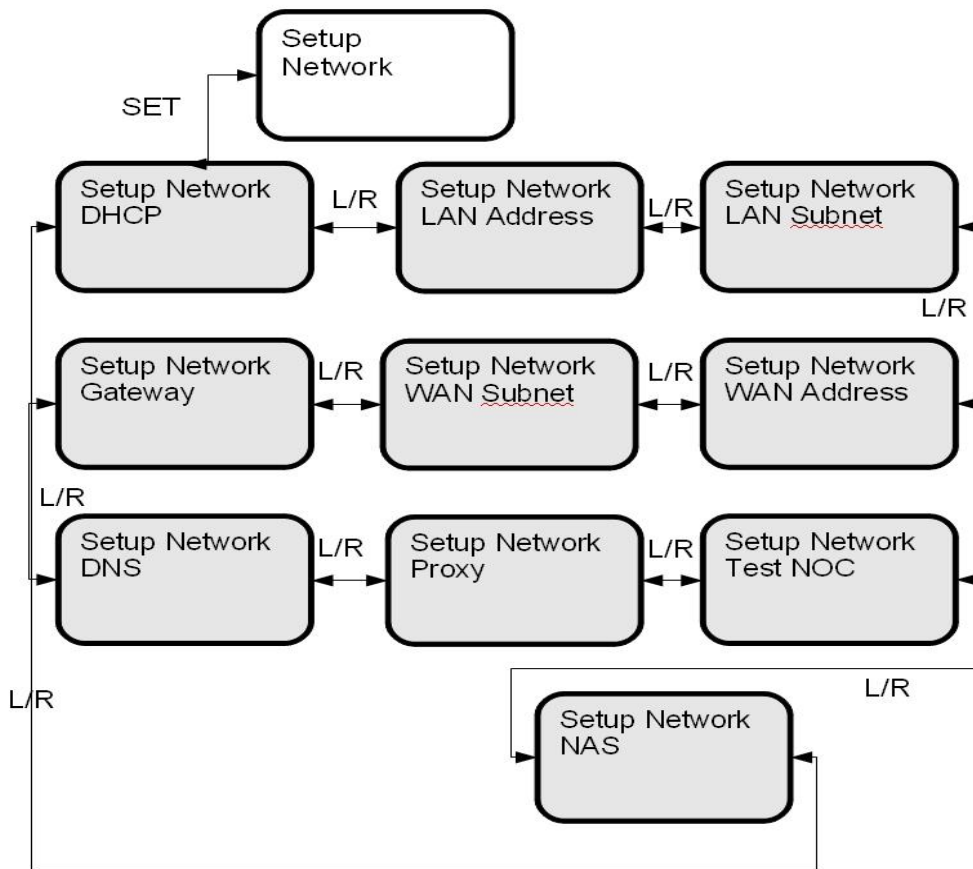 Setup
Network
SET
Setup Network
DHCP
L/R
Setup Network
LAN Address
L/R
Setup Network
LAN Subnet
L/R
Setup Network
Gateway
L/R
Setup Network
WAN Subnet
L/R
Setup Network
WAN Address
L/R
Setup Network
DNS
L/R
Setup Network
Proxy
L/R
Setup Network
Test NOC
L/R
L/R
Setup Network
NAS